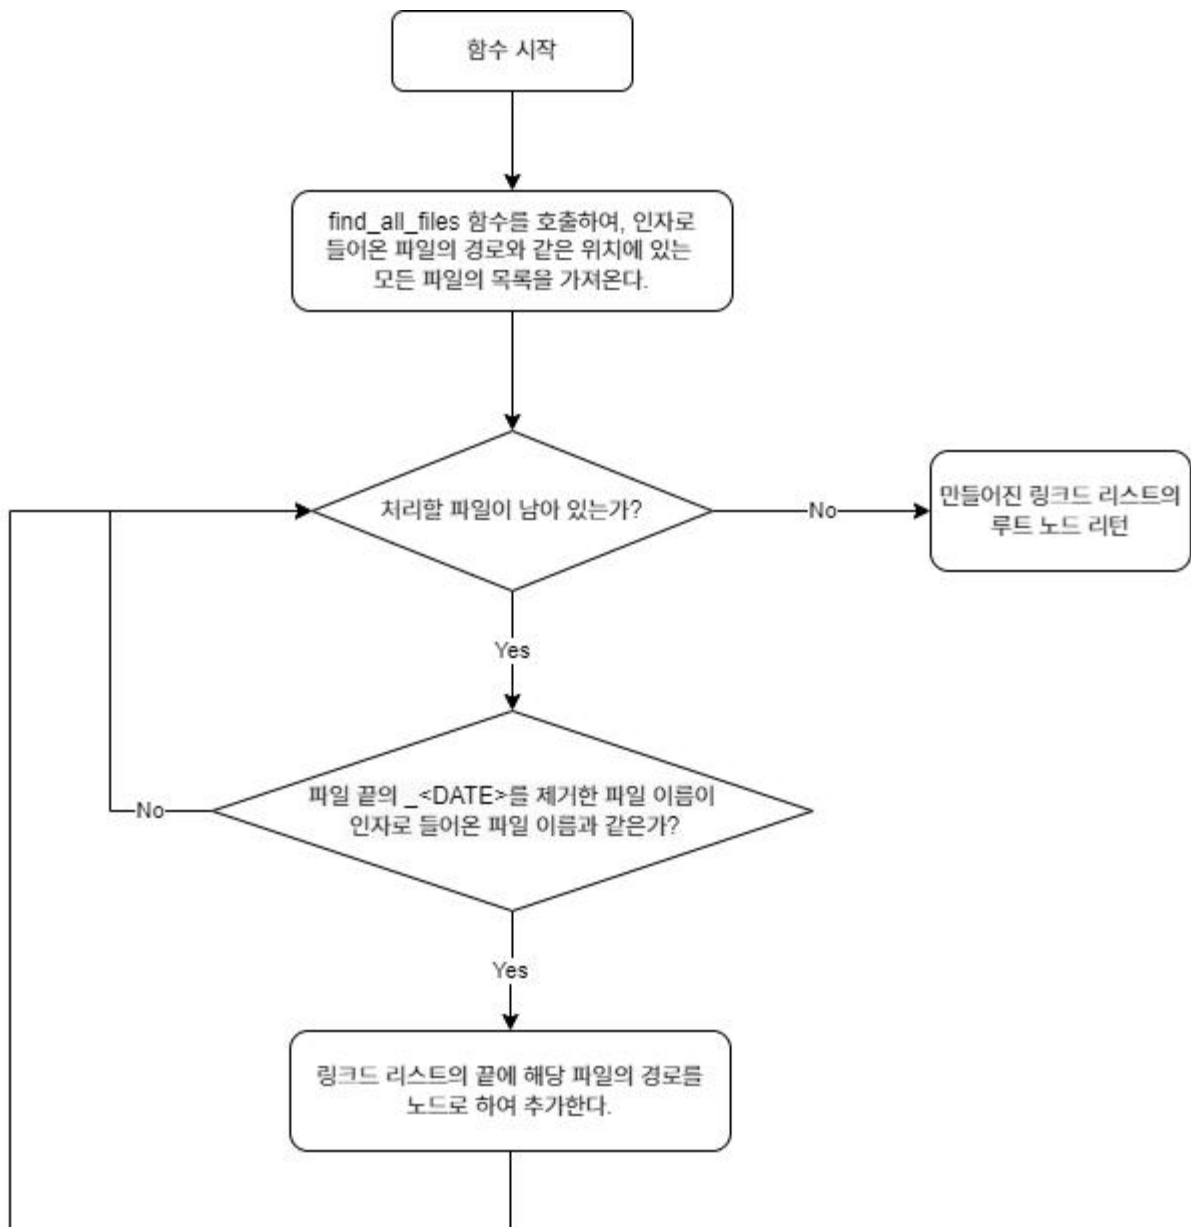 함수 시작
find_all_files 함수를 호출하여, 인자로
들어온 파일의 경로와 같은 위치에 있는
모든 파일의 목록을 가져온다.
처리할 파일이 남아 있는가?
No
만들어진 링크드 리스트의
루트 노드 리턴
Yes
파일 끝의 _<DATE>를 제거한 파일 이름이
인자로 들어온 파일 이름과 같은가?
No
Yes
링크드 리스트의 끝에 해당 파일의 경로를
노드로 하여 추가한다.